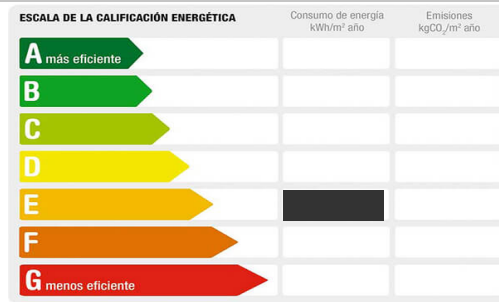 ESCALA DE LA CALIFICACIÓN ENERGÉTICA
Consumo de energía
kWh/m² año
Emisiones
kgCO₂/m² año
A más eficiente
B
C
D
E
F
G menos eficiente